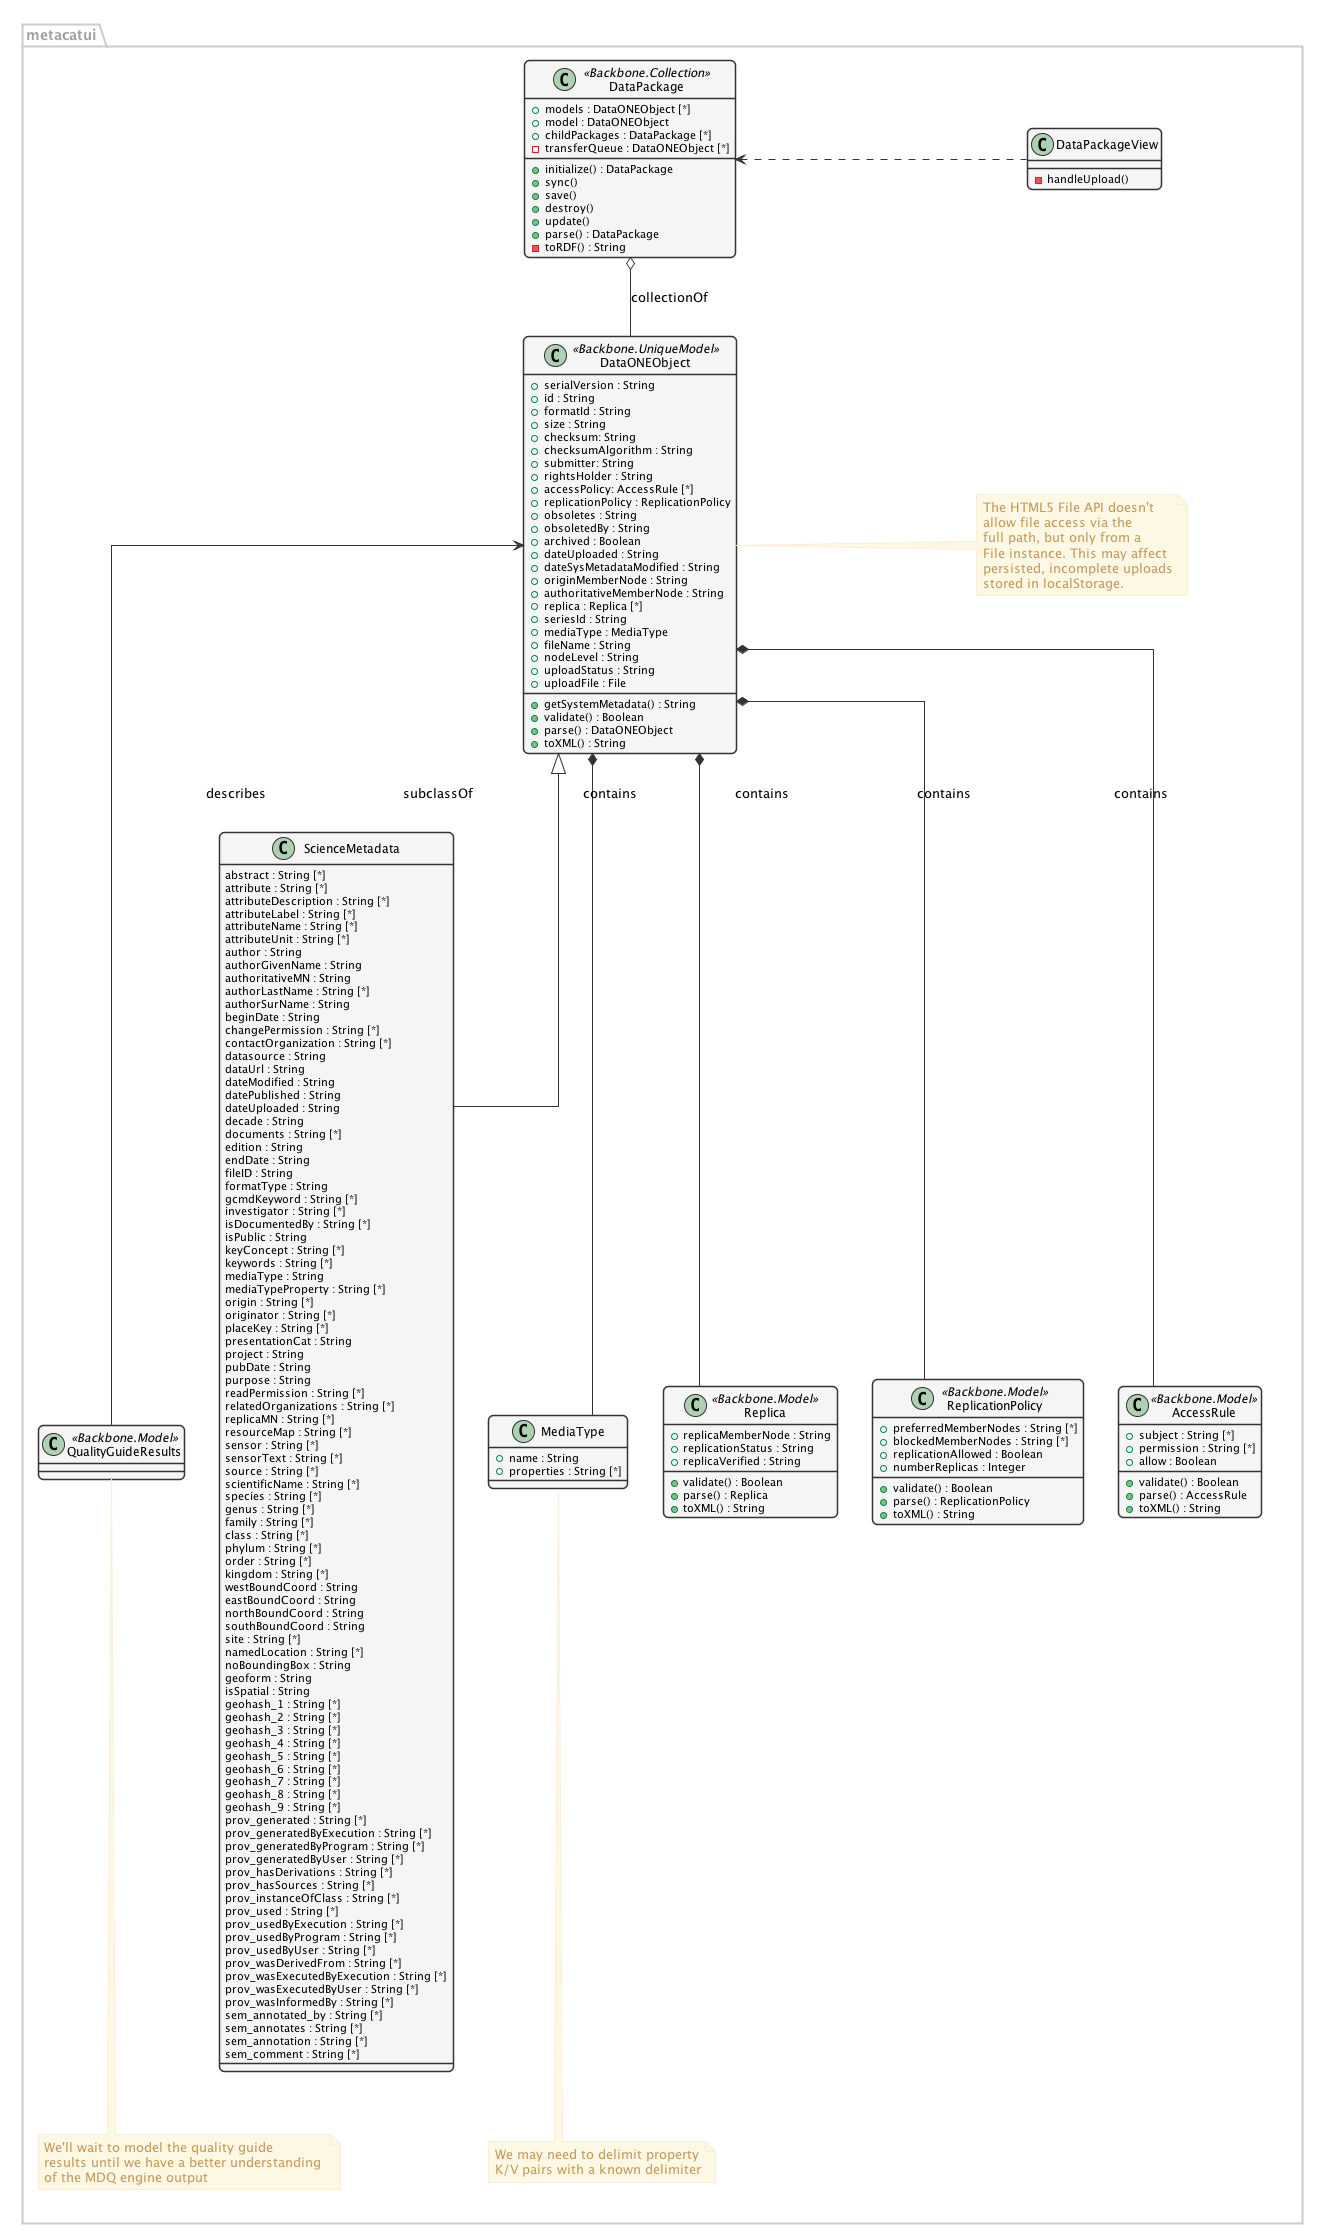 metacatui
C
«Backbone.Collection»
DataPackage
models : DataONEObject [*]
model : DataONEObject
childPackages : DataPackage [*]
transferQueue : DataONEObject [*]
initialize() : DataPackage
sync()
save()
destroy()
update()
parse() : DataPackage
toRDF() : String
C
DataPackageView
handleUpload()
collectionOf
C
«Backbone.UniqueModel»
DataONEObject
serialVersion : String
id : String
formatId : String
size : String
checksum: String
checksumAlgorithm : String
submitter: String
rightsHolder : String
accessPolicy: AccessRule [*]
replicationPolicy : ReplicationPolicy
obsoletes : String
obsoletedBy : String
archived : Boolean
dateUploaded : String
dateSysMetadataModified : String
originMemberNode : String
authoritativeMemberNode : String
replica : Replica [*]
seriesId : String
mediaType : MediaType
fileName : String
nodeLevel : String
uploadStatus : String
uploadFile : File
getSystemMetadata() : String
validate() : Boolean
parse() : DataONEObject
toXML() : String
The HTML5 File API doesn't
allow file access via the
full path, but only from a
File instance. This may affect
persisted, incomplete uploads
stored in localStorage.
describes
subclassOf
contains
contains
contains
contains
C
ScienceMetadata
abstract : String [*]
attribute : String [*]
attributeDescription : String [*]
attributeLabel : String [*]
attributeName : String [*]
attributeUnit : String [*]
author : String
authorGivenName : String
authoritativeMN : String
authorLastName : String [*]
authorSurName : String
beginDate : String
changePermission : String [*]
contactOrganization : String [*]
datasource : String
dataUrl : String
dateModified : String
datePublished : String
dateUploaded : String
decade : String
documents : String [*]
edition : String
endDate : String
fileID : String
formatType : String
gcmdKeyword : String [*]
investigator : String [*]
isDocumentedBy : String [*]
isPublic : String
keyConcept : String [*]
keywords : String [*]
mediaType : String
mediaTypeProperty : String [*]
origin : String [*]
originator : String [*]
placeKey : String [*]
presentationCat : String
project : String
pubDate : String
purpose : String
readPermission : String [*]
relatedOrganizations : String [*]
replicaMN : String [*]
resourceMap : String [*]
sensor : String [*]
sensorText : String [*]
source : String [*]
scientificName : String [*]
species : String [*]
genus : String [*]
family : String [*]
class : String [*]
phylum : String [*]
order : String [*]
kingdom : String [*]
westBoundCoord : String
eastBoundCoord : String
northBoundCoord : String
southBoundCoord : String
site : String [*]
namedLocation : String [*]
noBoundingBox : String
geoform : String
isSpatial : String
geohash_1 : String [*]
geohash_2 : String [*]
geohash_3 : String [*]
geohash_4 : String [*]
geohash_5 : String [*]
geohash_6 : String [*]
geohash_7 : String [*]
geohash_8 : String [*]
geohash_9 : String [*]
prov_generated : String [*]
prov_generatedByExecution : String [*]
prov_generatedByProgram : String [*]
prov_generatedByUser : String [*]
prov_hasDerivations : String [*]
prov_hasSources : String [*]
prov_instanceOfClass : String [*]
prov_used : String [*]
prov_usedByExecution : String [*]
prov_usedByProgram : String [*]
prov_usedByUser : String [*]
prov_wasDerivedFrom : String [*]
prov_wasExecutedByExecution : String [*]
prov_wasExecutedByUser : String [*]
prov_wasInformedBy : String [*]
sem_annotated_by : String [*]
sem_annotates : String [*]
sem_annotation : String [*]
sem_comment : String [*]
C
«Backbone.Model»
QualityGuideResults
C
MediaType
name : String
properties : String [*]
C
«Backbone.Model»
Replica
replicaMemberNode : String
replicationStatus : String
replicaVerified : String
validate() : Boolean
parse() : Replica
toXML() : String
C
«Backbone.Model»
ReplicationPolicy
preferredMemberNodes : String [*]
blockedMemberNodes : String [*]
replicationAllowed : Boolean
numberReplicas : Integer
validate() : Boolean
parse() : ReplicationPolicy
toXML() : String
C
«Backbone.Model»
AccessRule
subject : String [*]
permission : String [*]
allow : Boolean
validate() : Boolean
parse() : AccessRule
toXML() : String
We'll wait to model the quality guide
results until we have a better understanding
of the MDQ engine output
We may need to delimit property
K/V pairs with a known delimiter